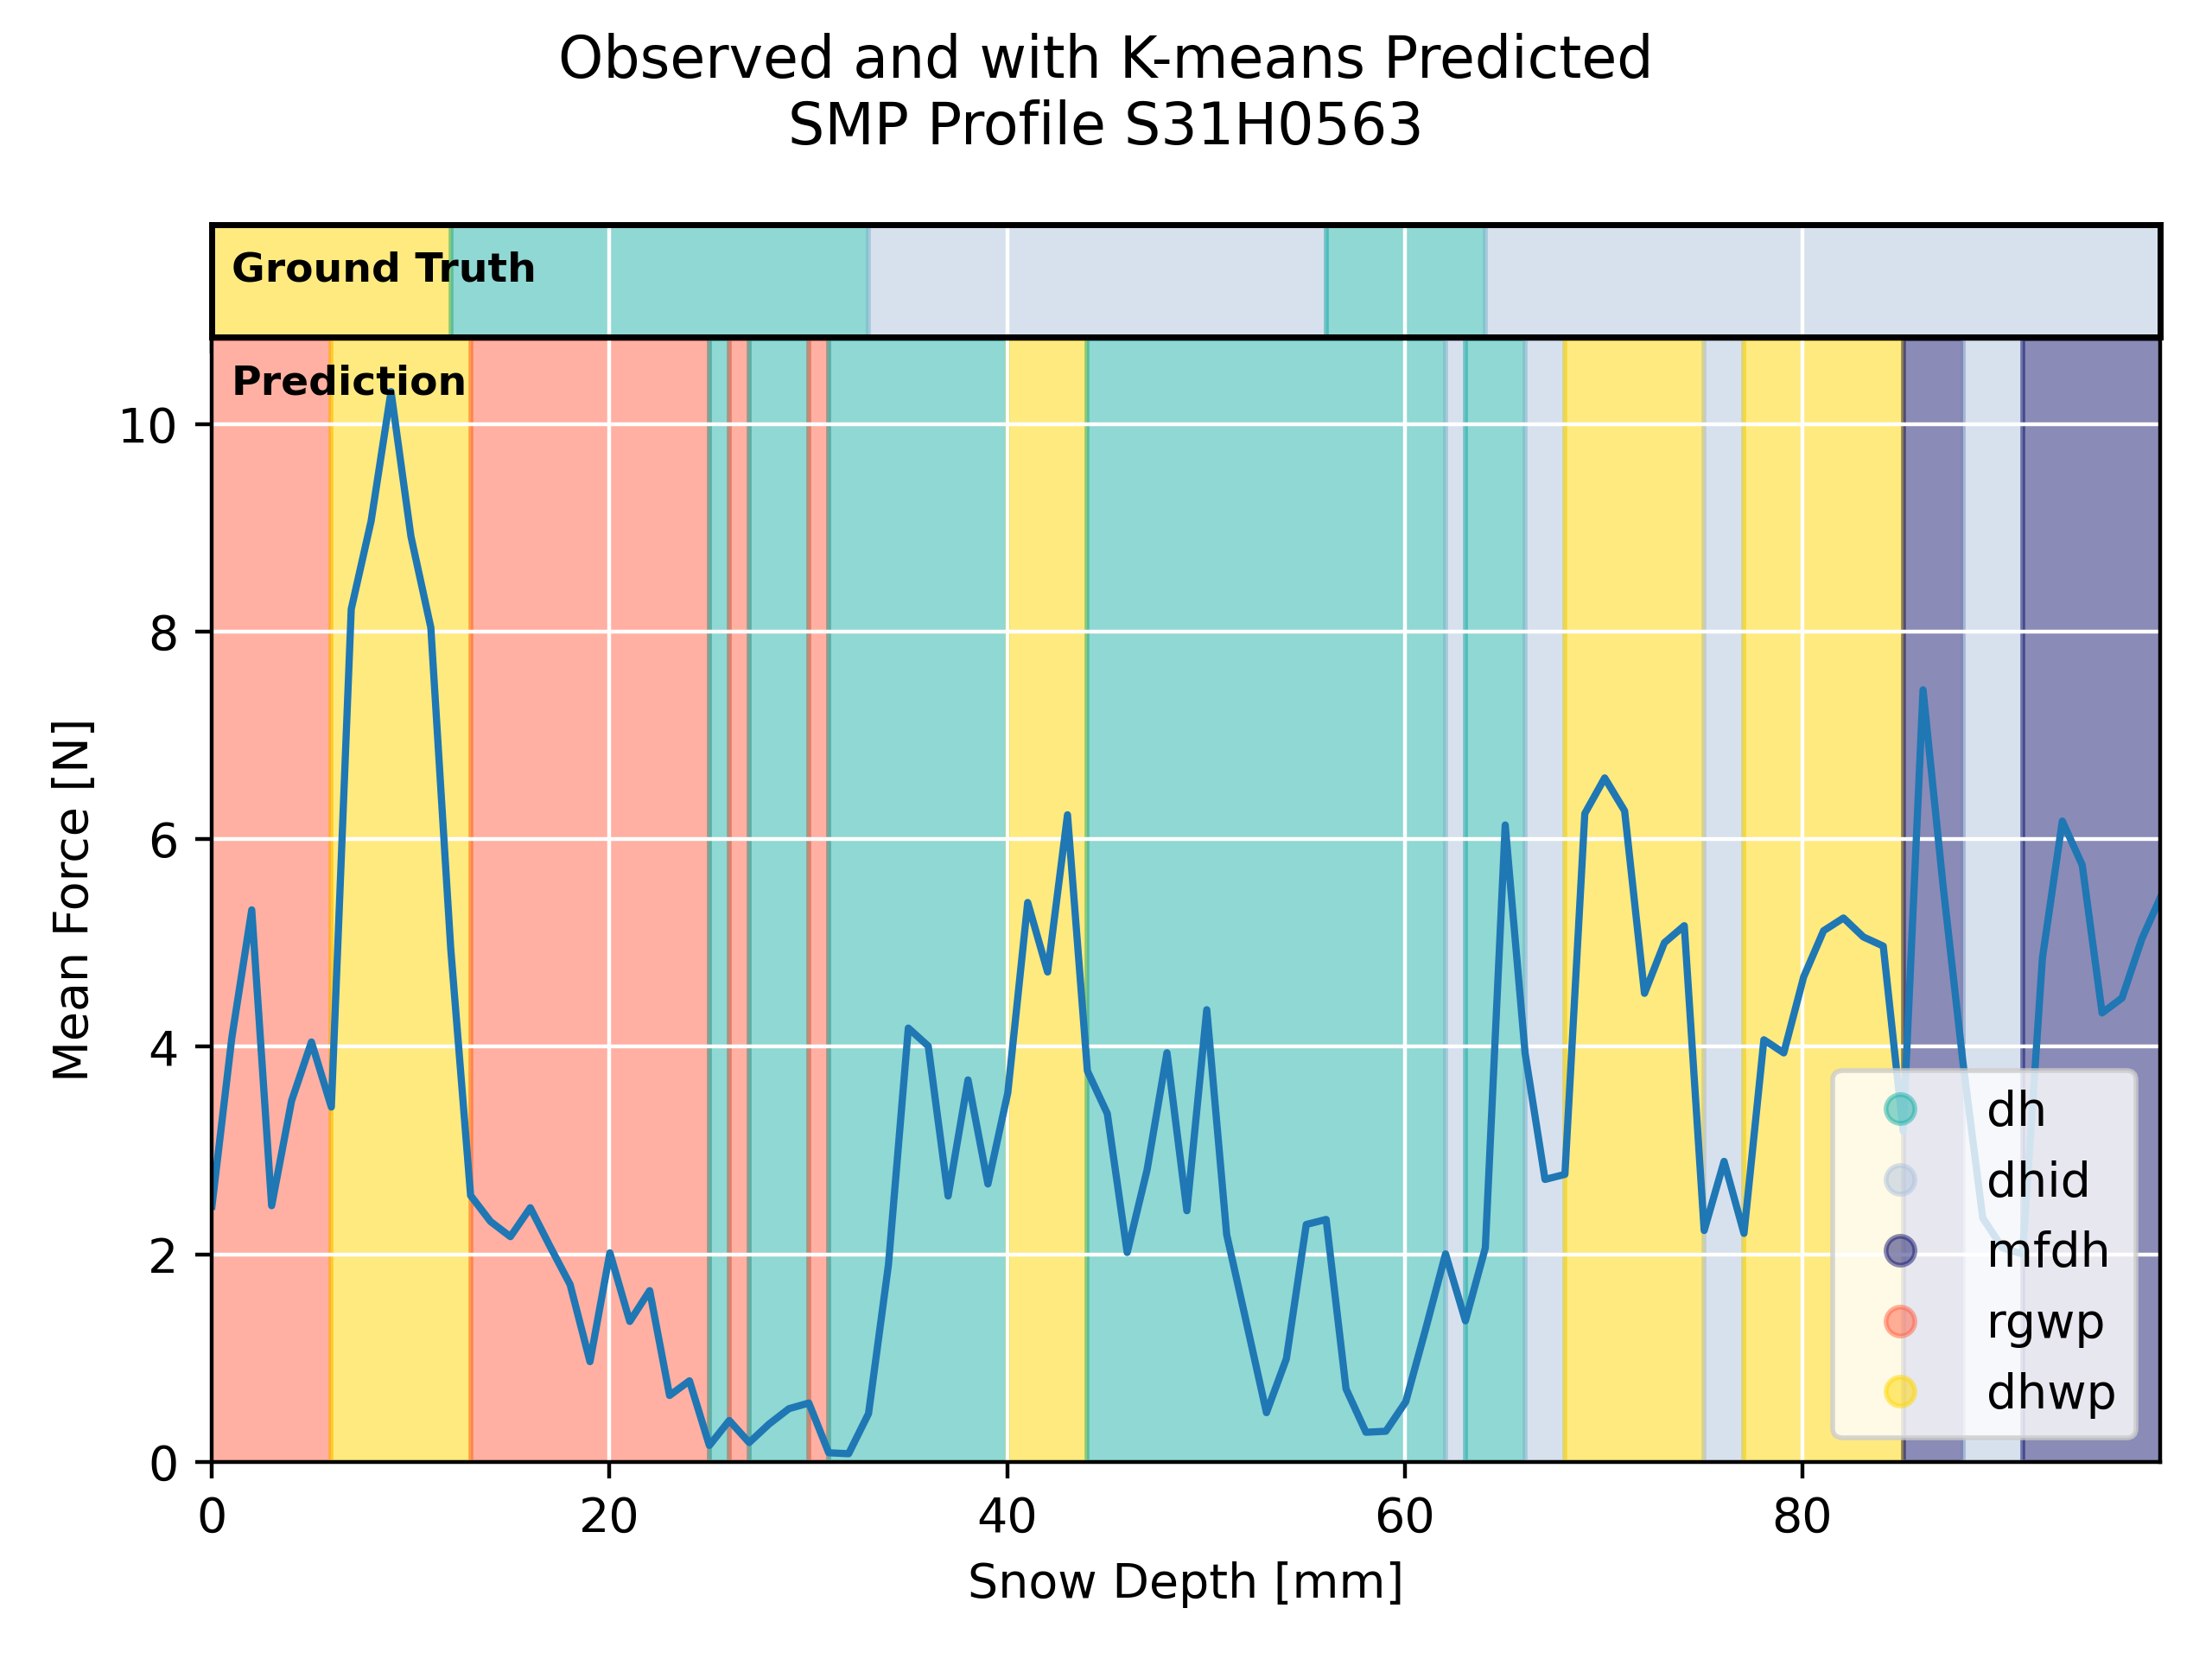 Observed and with K-means Predicted
SMP Profile S31H0563
Ground Truth
Prediction
10
8
6
4
2
0
Mean Force [N]
dh
dhid
mfdh
rgwp
dhwp
0 20 40 60 80
Snow Depth [mm]